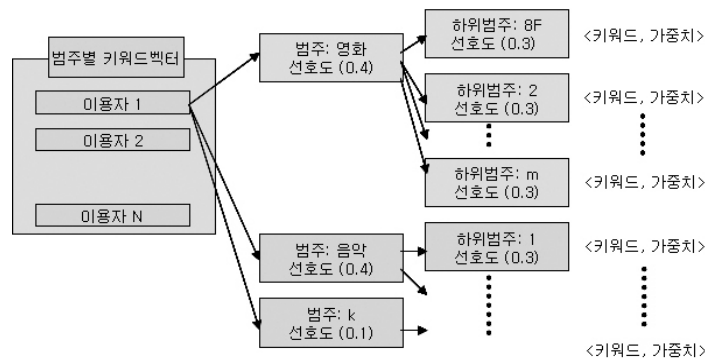 범주별 키워드벡터
이용자 1
이용자 2
이용자 N
범주: 영화
선호도 (0.4)
하위범주: 8F
선호도 (0.3)
<키워드, 가중치>
하위범주: 2
선호도 (0.3)
<키워드, 가중치>
하위범주: m
선호도 (0.3)
<키워드, 가중치>
범주: 음악
선호도 (0.4)
하위범주: 1
선호도 (0.3)
<키워드, 가중치>
범주: k
선호도 (0.1)
<키워드, 가중치>